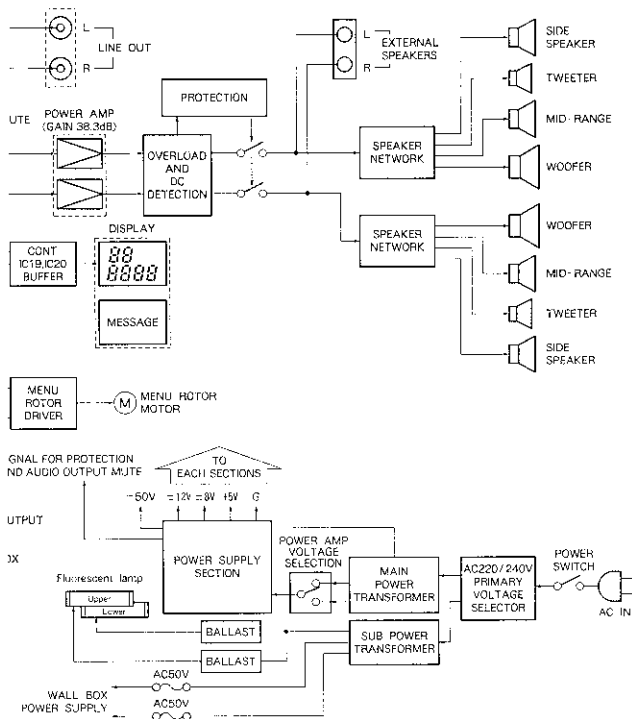 L
LINE OUT
R
L
EXTERNAL
SPEAKERS
R
SIDE
SPEAKER
TWEETER
MID-RANGE
WOOFER
PROTECTION
UTE
POWER AMP
(GAIN 38.3dB)
OVERLOAD
AND
DC
DETECTION
SPEAKER
NETWORK
SPEAKER
NETWORK
WOOFER
MID-RANGE
TWEETER
SIDE
SPEAKER
DISPLAY
CONT
IC19,IC20
BUFFER
88
8888
MESSAGE
MENU
ROTOR
DRIVER
M
MENU ROTOR
MOTOR
GNAL FOR PROTECTION
ND AUDIO OUTPUT MUTE
TO
EACH SECTIONS
±50V ±12V ±8V +5V G
UTPUT
OX
POWER SUPPLY
SECTION
POWER AMP
VOLTAGE
SELECTION
MAIN
POWER
TRANSFORMER
AC220/240V
PRIMARY
VOLTAGE
SELECTOR
POWER
SWITCH
AC IN
Fluorescent lamp
Upper
Lower
BALLAST
BALLAST
SUB POWER
TRANSFORMER
AC50V
WALL BOX
POWER SUPPLY
AC50V